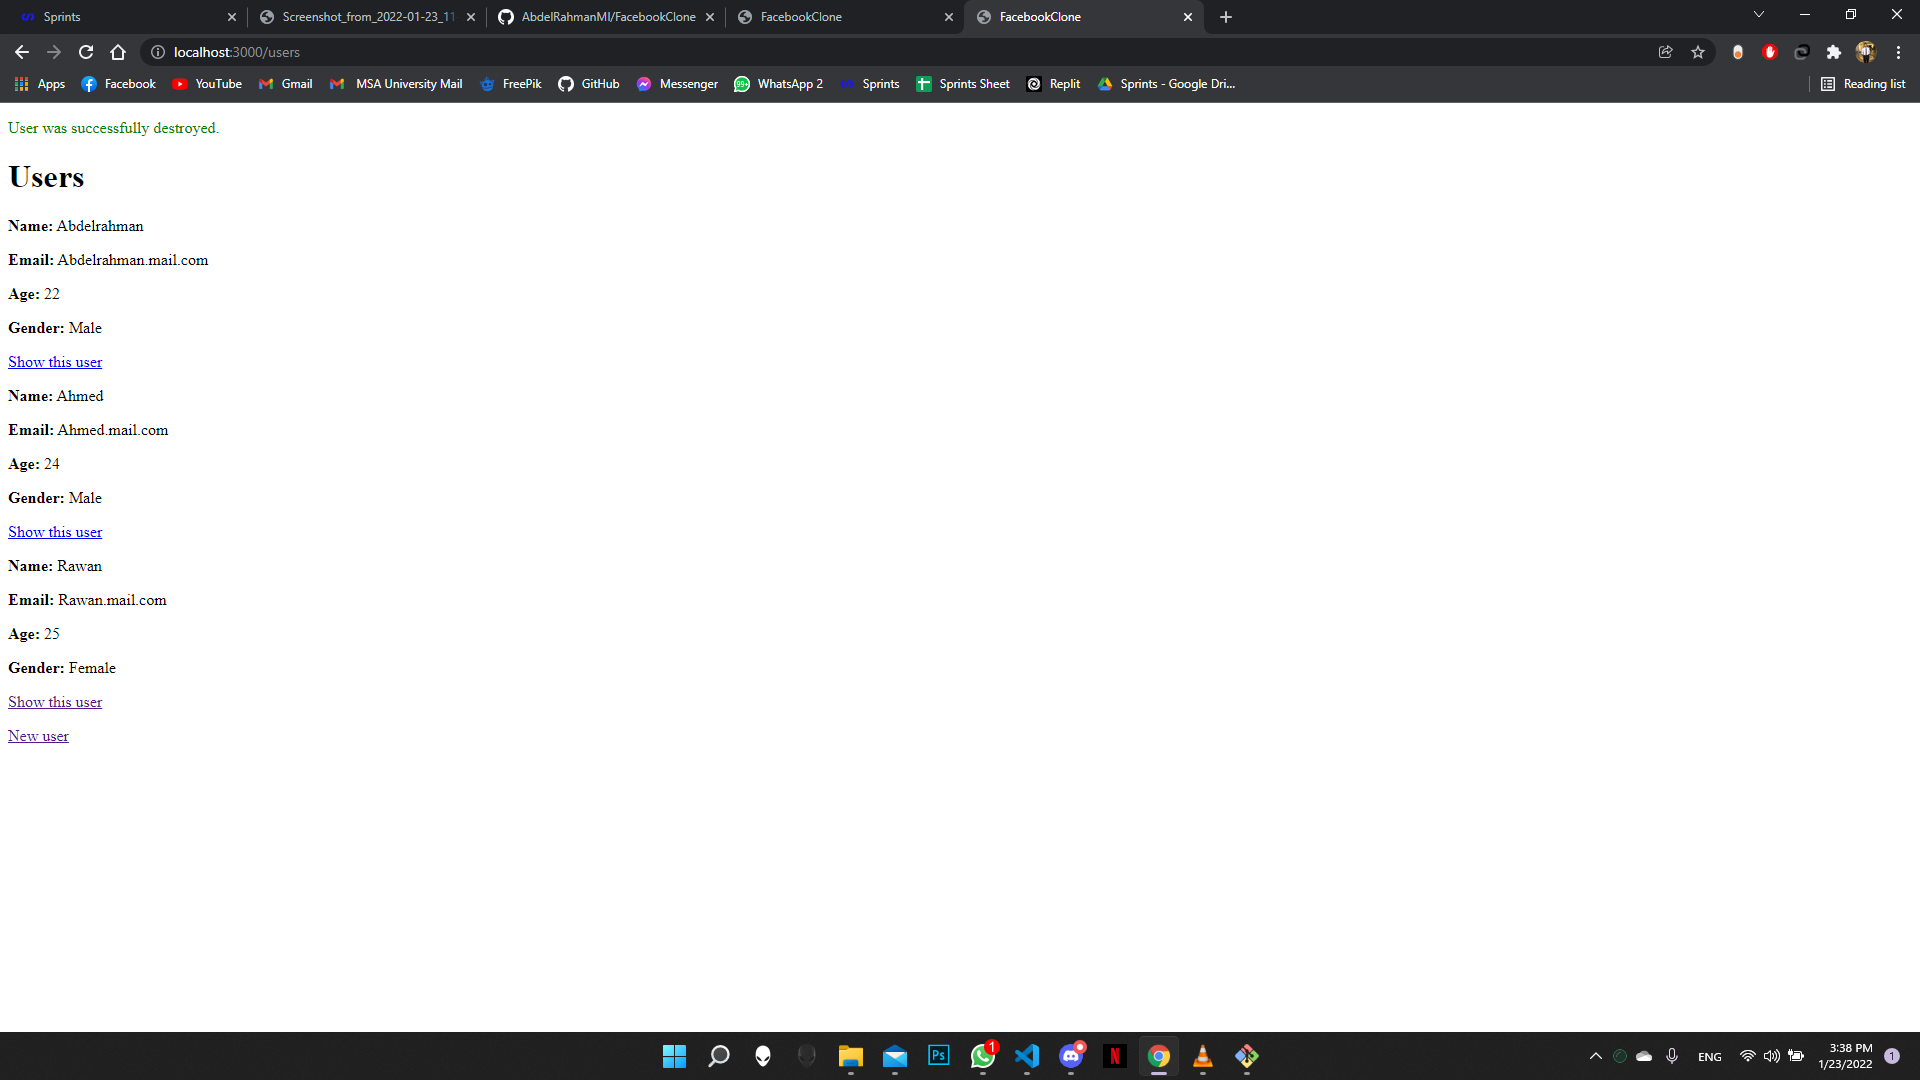 Sprints
Screenshot_from_2022-01-23_11
AbdelRahmanMI/FacebookClone
FacebookClone
FacebookClone
localhost:3000/users
Apps
Facebook
YouTube
Gmail
MSA University Mail
FreePik
GitHub
Messenger
99+
WhatsApp 2
Sprints
Sprints Sheet
Replit
Sprints - Google Dri...
Reading list
User was successfully destroyed.
Users
Name: Abdelrahman
Email: Abdelrahman.mail.com
Age: 22
Gender: Male
Show this user
Name: Ahmed
Email: Ahmed.mail.com
Age: 24
Gender: Male
Show this user
Name: Rawan
Email: Rawan.mail.com
Age: 25
Gender: Female
Show this user
New user
Ps
1
N
ENG
3:38 PM
1/23/2022
1